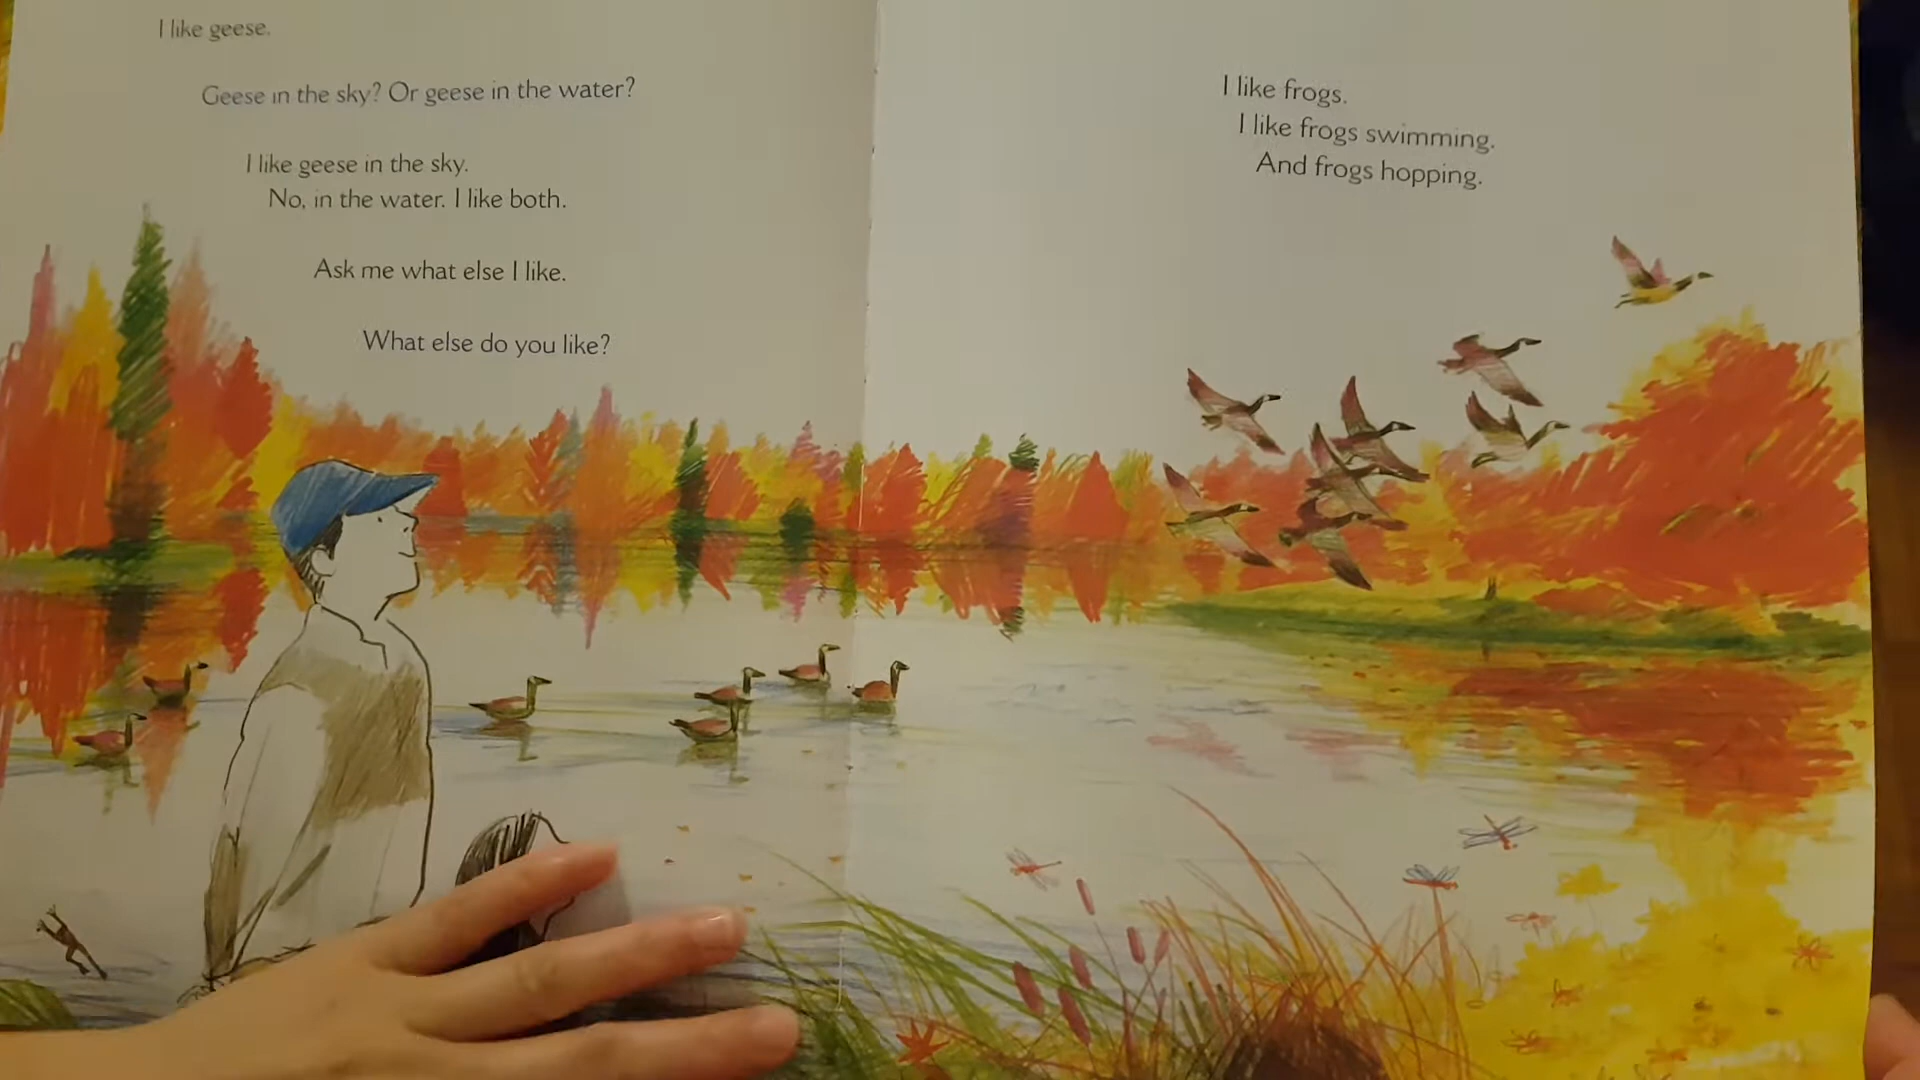 I like geese.
Geese in the sky? Or geese in the water?
I like geese in the sky.
No, in the water. I like both.
Ask me what else I like.
What else do you like?
I like frogs.
I like frogs swimming.
And frogs hopping.